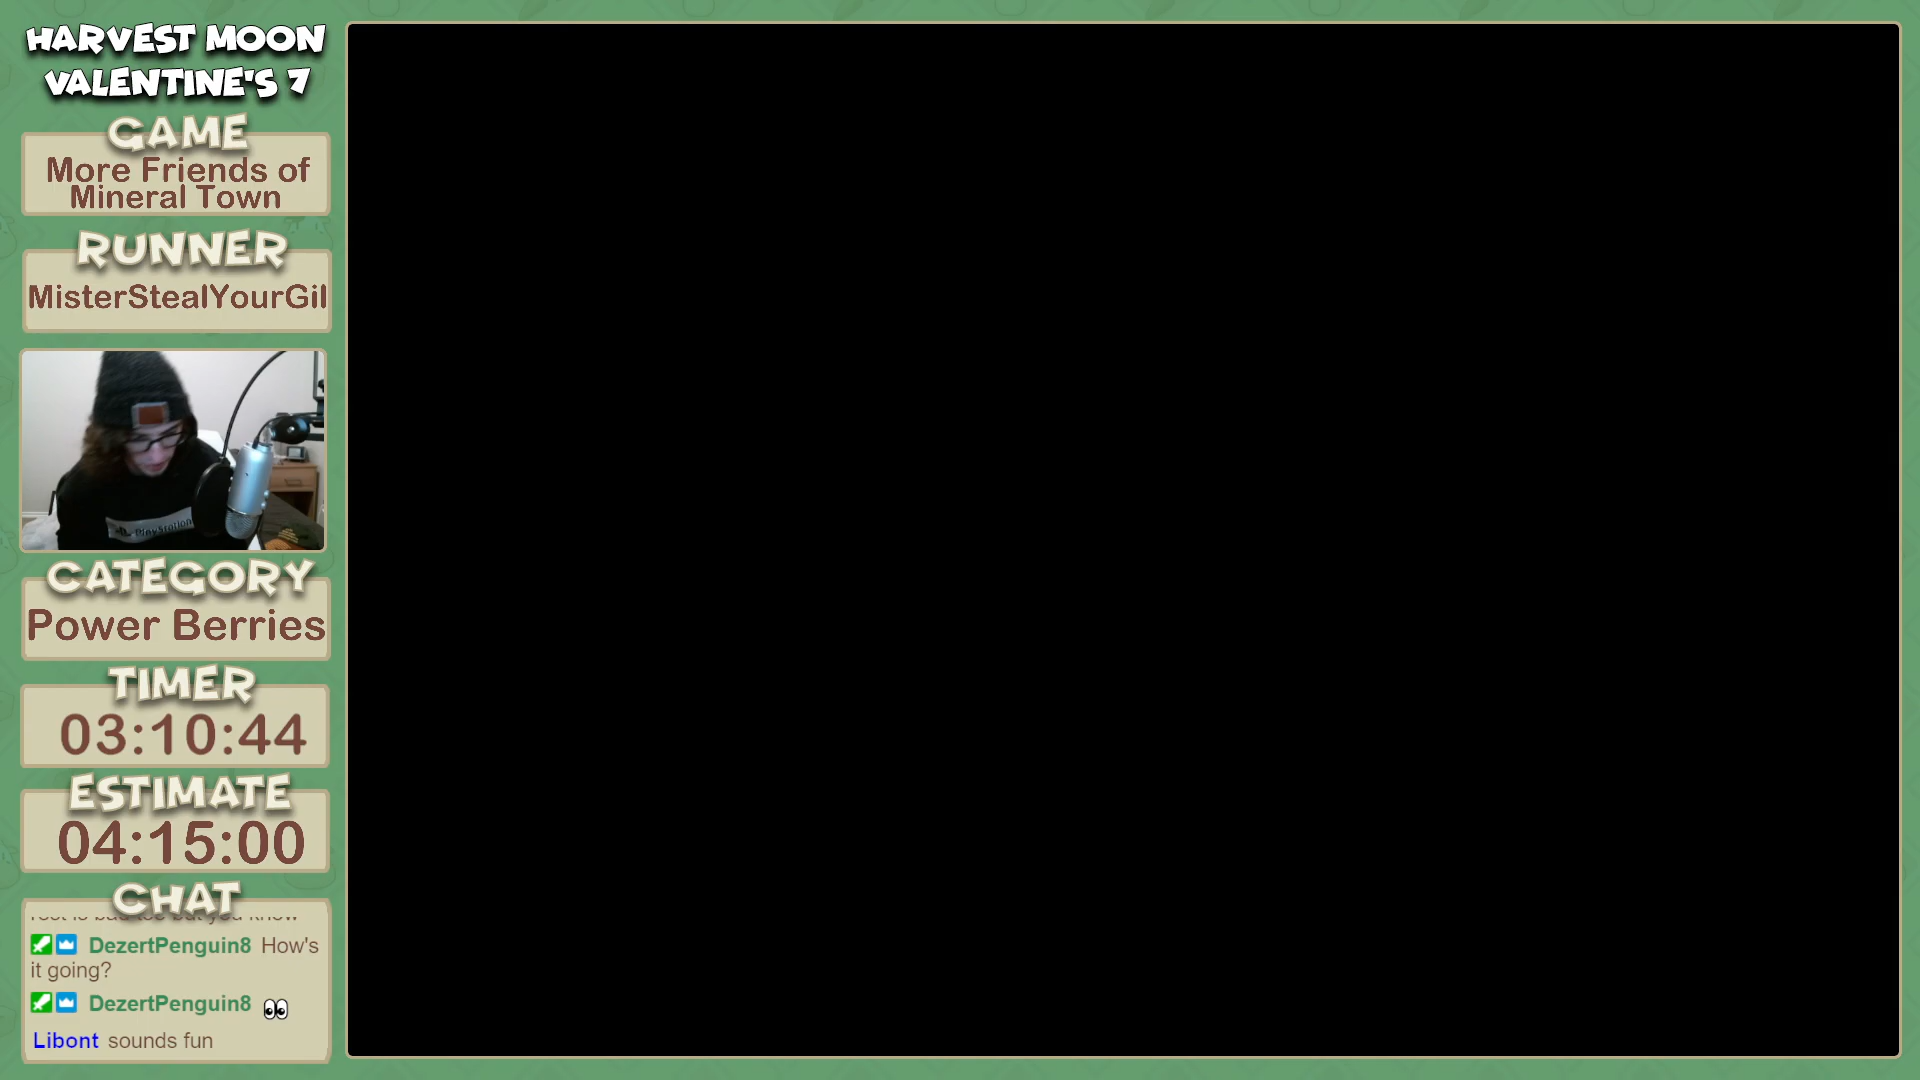 HARVEST MOON
VALENTINE'S 7
GAME
More Friends of
Mineral Town
RUNNER
MisterStealYourGil
PlayStation
CATEGORY
Power Berries
TIMER
03:10:44
ESTIMATE
04:15:00
CHAT
DezertPenguin8 How's
it going?
DezertPenguin8 👀
Libont sounds fun